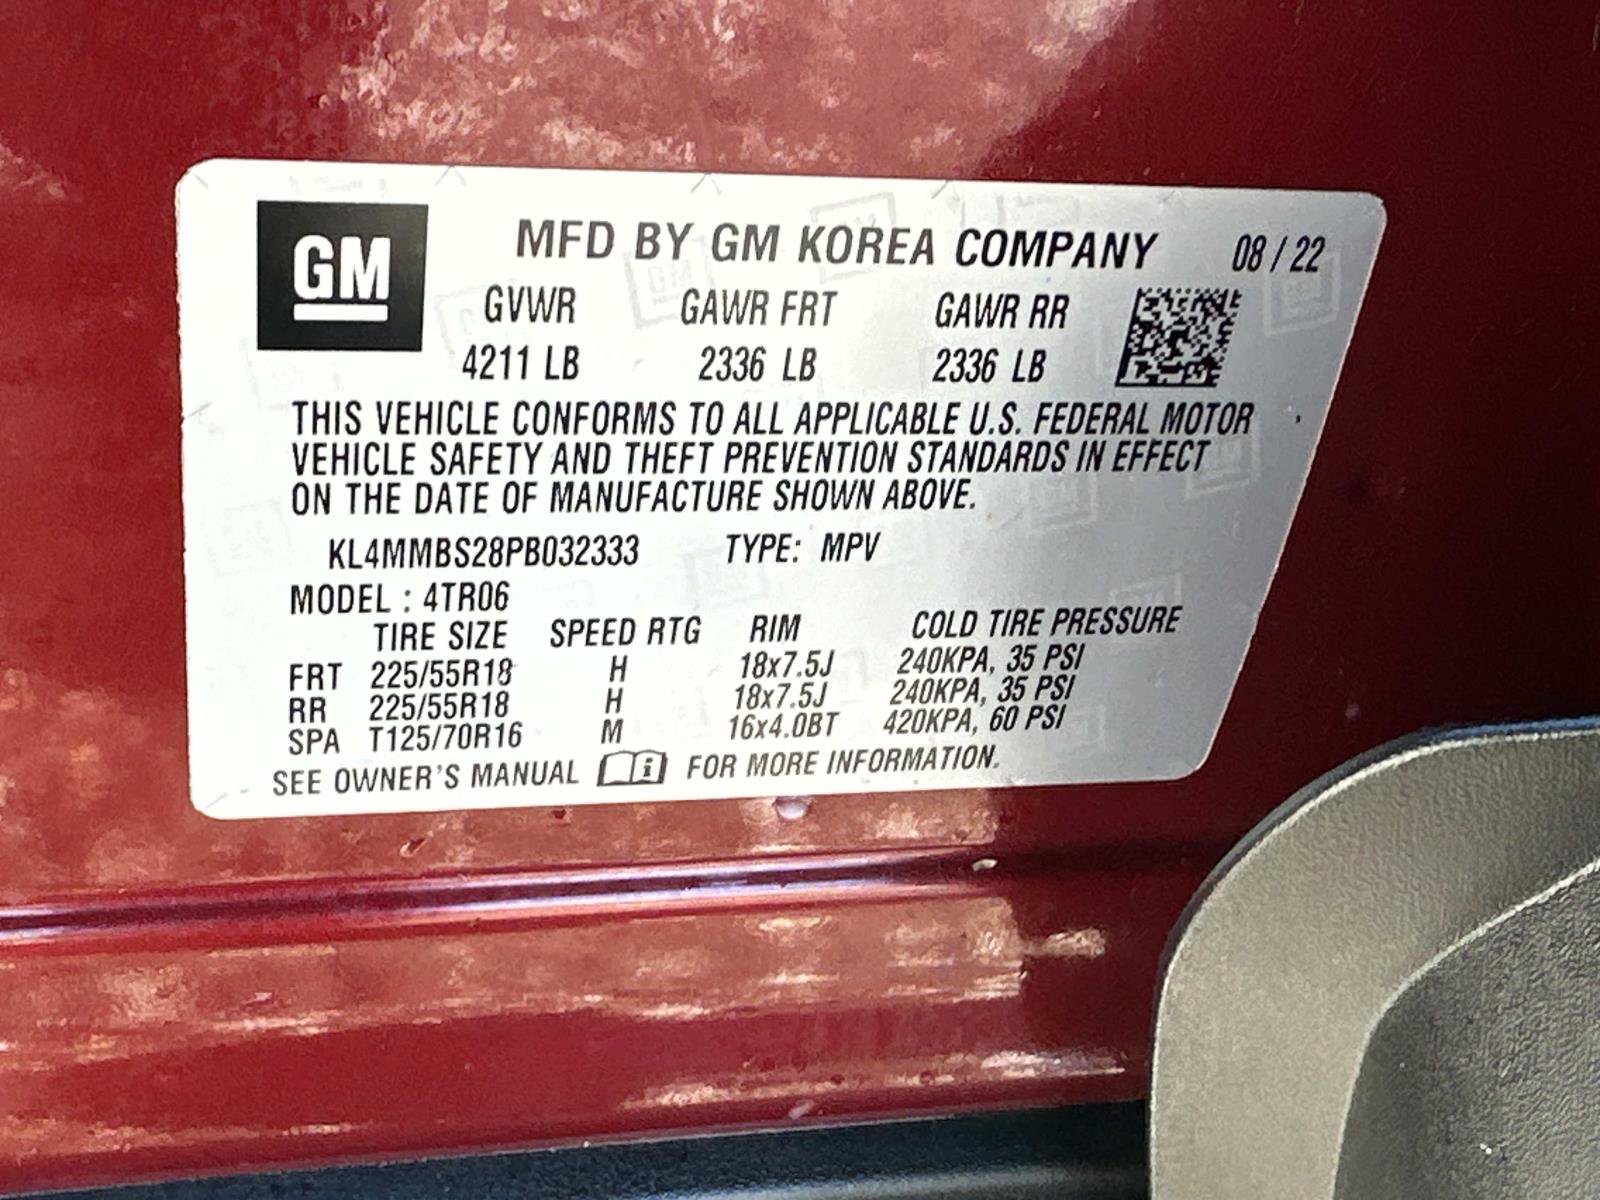 GM
MFD BY GM KOREA COMPANY 08 / 22
GVWR GAWR FRT GAWR RR
4211 LB 2336 LB 2336 LB
THIS VEHICLE CONFORMS TO ALL APPLICABLE U.S. FEDERAL MOTOR
VEHICLE SAFETY AND THEFT PREVENTION STANDARDS IN EFFECT
ON THE DATE OF MANUFACTURE SHOWN ABOVE.
KL4MMBS28PB032333 TYPE: MPV
MODEL : 4TR06
TIRE SIZE SPEED RTG RIM COLD TIRE PRESSURE
FRT 225/55R18 H 18x7.5J 240KPA, 35 PSI
RR 225/55R18 H 18x7.5J 240KPA, 35 PSI
SPA T125/70R16 M 16x4.0BT 420KPA, 60 PSI
SEE OWNER'S MANUAL i FOR MORE INFORMATION.